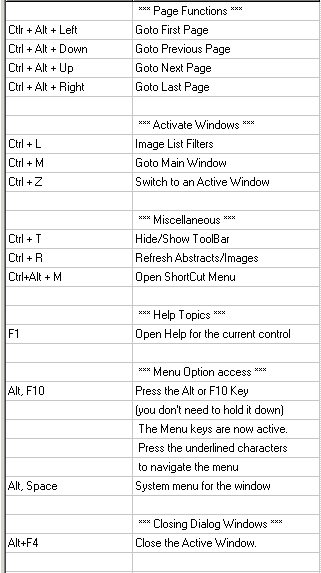 *** Page Functions ***
Ctlr + Alt + Left Goto First Page
Ctrl + Alt + Down Goto Previous Page
Ctrl + Alt + Up Goto Next Page
Ctrl + Alt + Right Goto Last Page
*** Activate Windows ***
Ctrl + L Image List Filters
Ctrl + M Goto Main Window
Ctrl + Z Switch to an Active Window
*** Miscellaneous ***
Ctrl + T Hide/Show ToolBar
Ctrl + R Refresh Abstracts/Images
Ctrl+Alt + M Open ShortCut Menu
*** Help Topics ***
F1 Open Help for the current control
*** Menu Option access ***
Alt, F10 Press the Alt or F10 Key
(you don't need to hold it down)
The Menu keys are now active.
Press the underlined characters
to navigate the menu
Alt, Space System menu for the window
*** Closing Dialog Windows ***
Alt+F4 Close the Active Window.